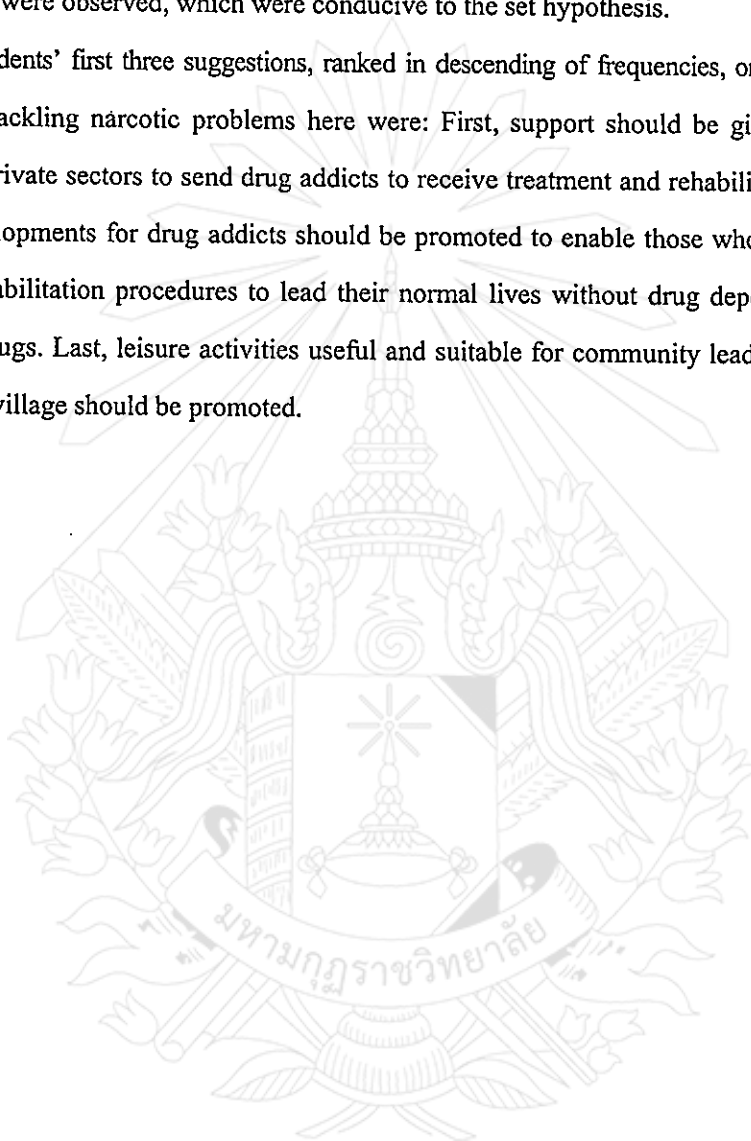 were observed, which were conducive to the set hypothesis.
dents' first three suggestions, ranked in descending of frequencies, or
ackling narcotic problems here were: First, support should be gi
rivate sectors to send drug addicts to receive treatment and rehabili
lopments for drug addicts should be promoted to enable those who
abilitation procedures to lead their normal lives without drug dep
ugs. Last, leisure activities useful and suitable for community lead
village should be promoted.
มหามกุฏราชวิทยาลัย